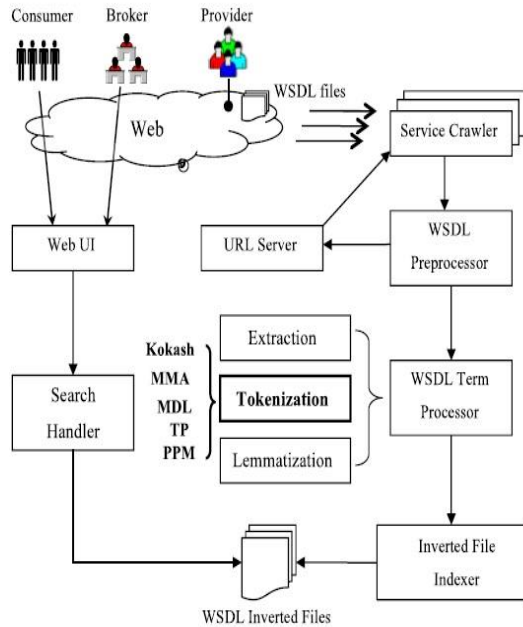 Consumer
Broker
Provider
WSDL files
Web
Service Crawler
Web UI
URL Server
WSDL
Preprocessor
Kokash
MMA
MDL
TP
PPM
Extraction
Tokenization
Lemmatization
WSDL Term
Processor
Search
Handler
Inverted File
Indexer
WSDL Inverted Files